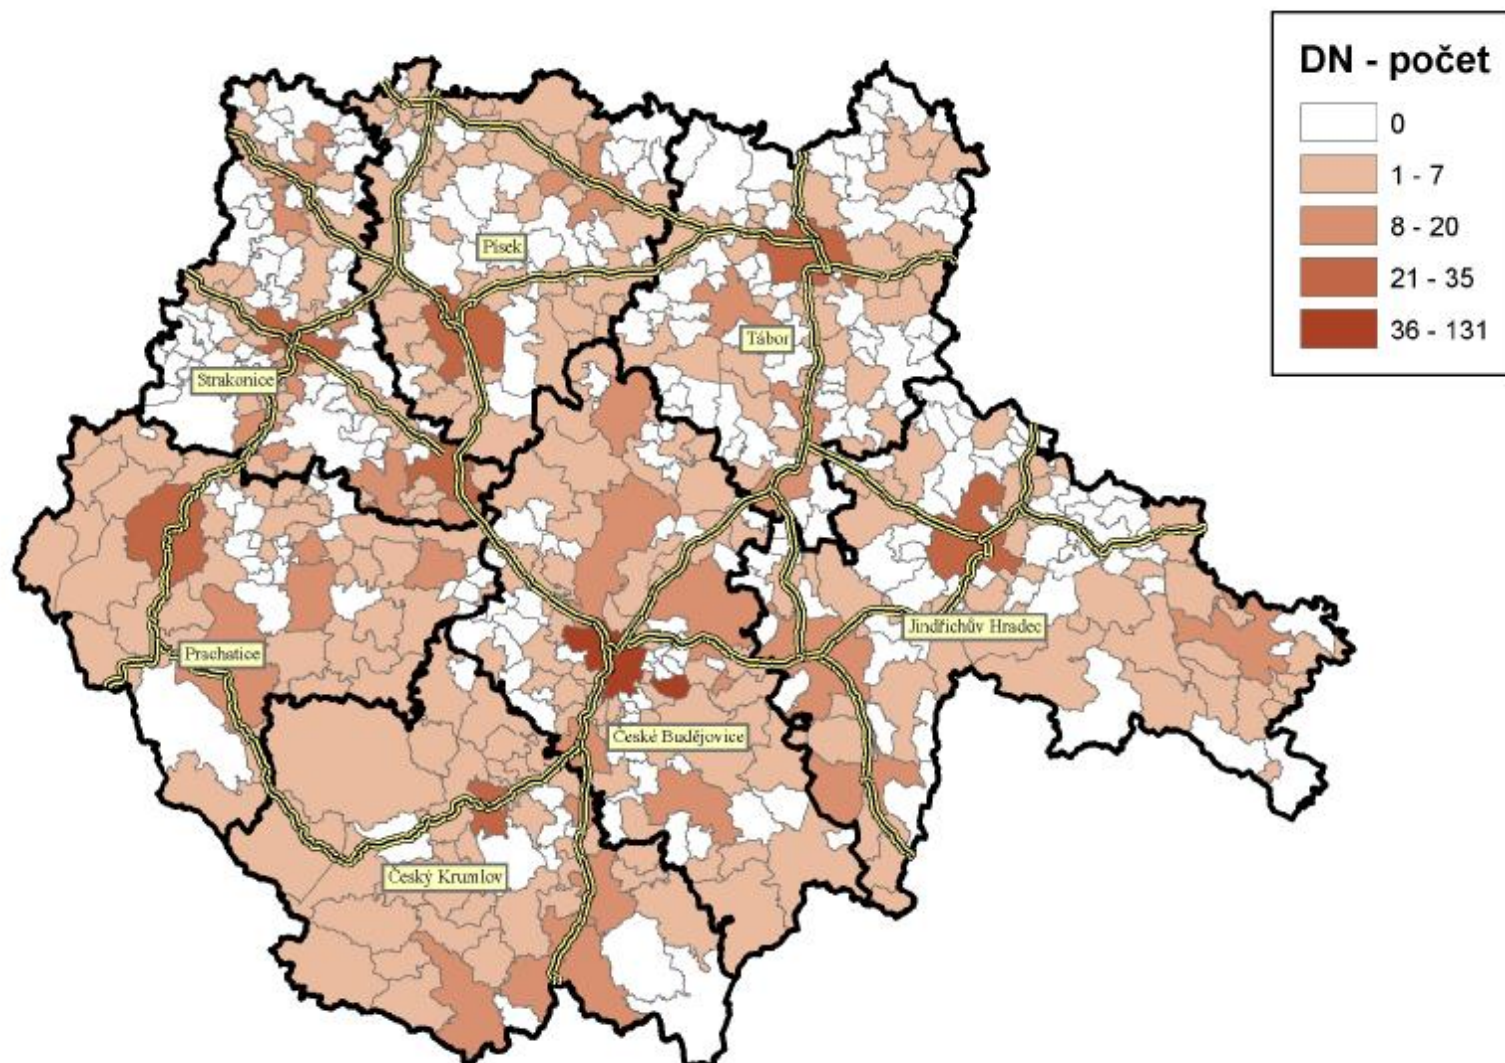 DN - počet
0
1 - 7
8 - 20
21 - 35
36 - 131
Písek
Tábor
Strakonice
Jindřichův Hradec
Prachatice
České Budějovice
Český Krumlov